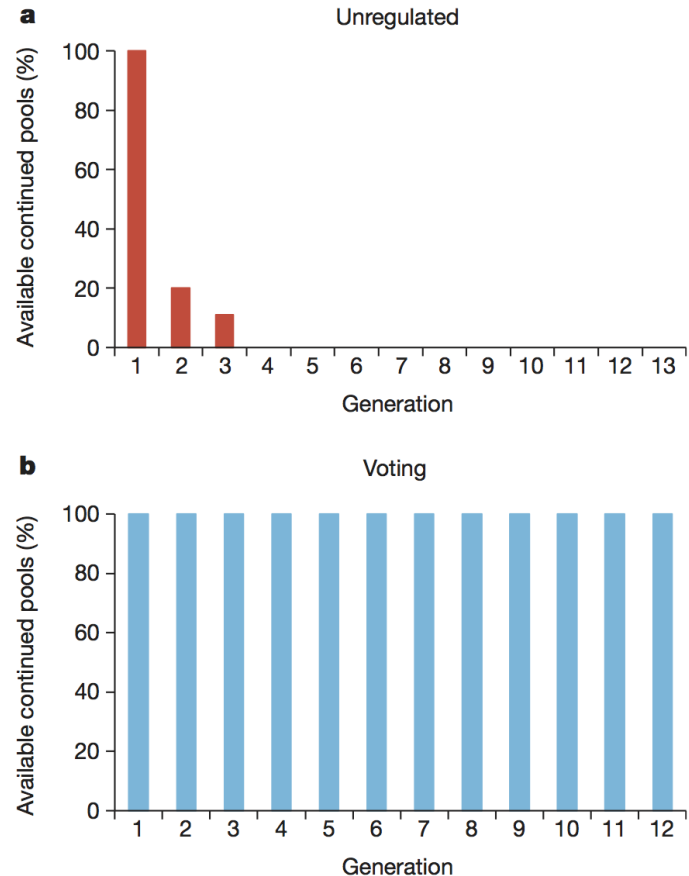 a
Unregulated
Available continued pools (%)
100
80
60
40
20
0
1 2 3 4 5 6 7 8 9 10 11 12 13
Generation
b
Voting
Available continued pools (%)
100
80
60
40
20
0
1 2 3 4 5 6 7 8 9 10 11 12
Generation